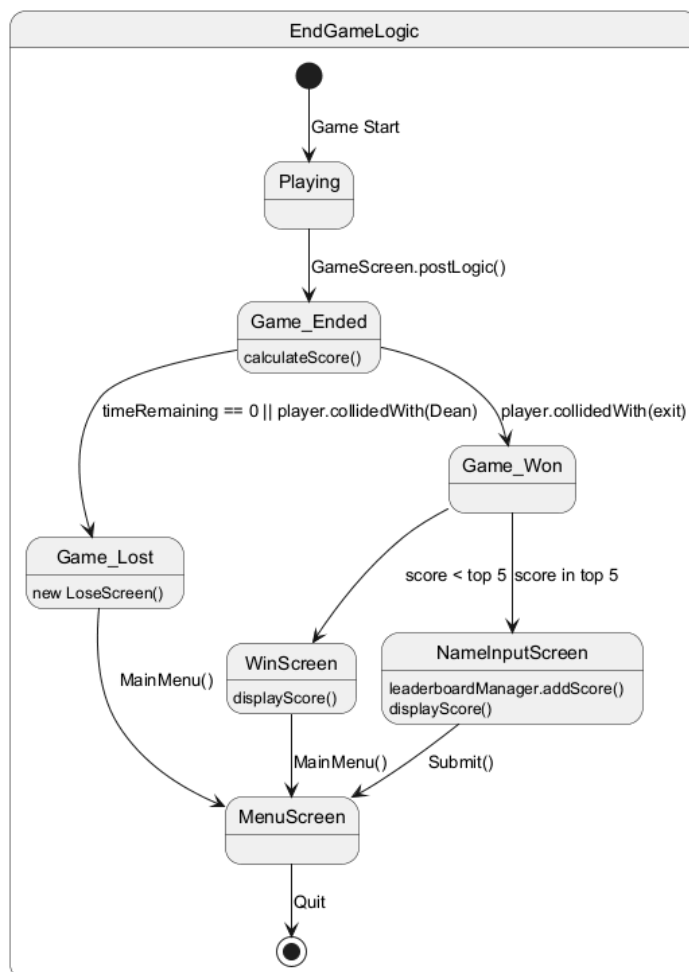 EndGameLogic
Game Start
Playing
GameScreen.postLogic()
Game_Ended
calculateScore()
timeRemaining == 0 || player.collidedWith(Dean)
player.collidedWith(exit)
Game_Won
Game_Lost
new LoseScreen()
score < top 5
score in top 5
WinScreen
displayScore()
NameInputScreen
leaderboardManager.addScore()
displayScore()
MainMenu()
MainMenu()
Submit()
MenuScreen
Quit